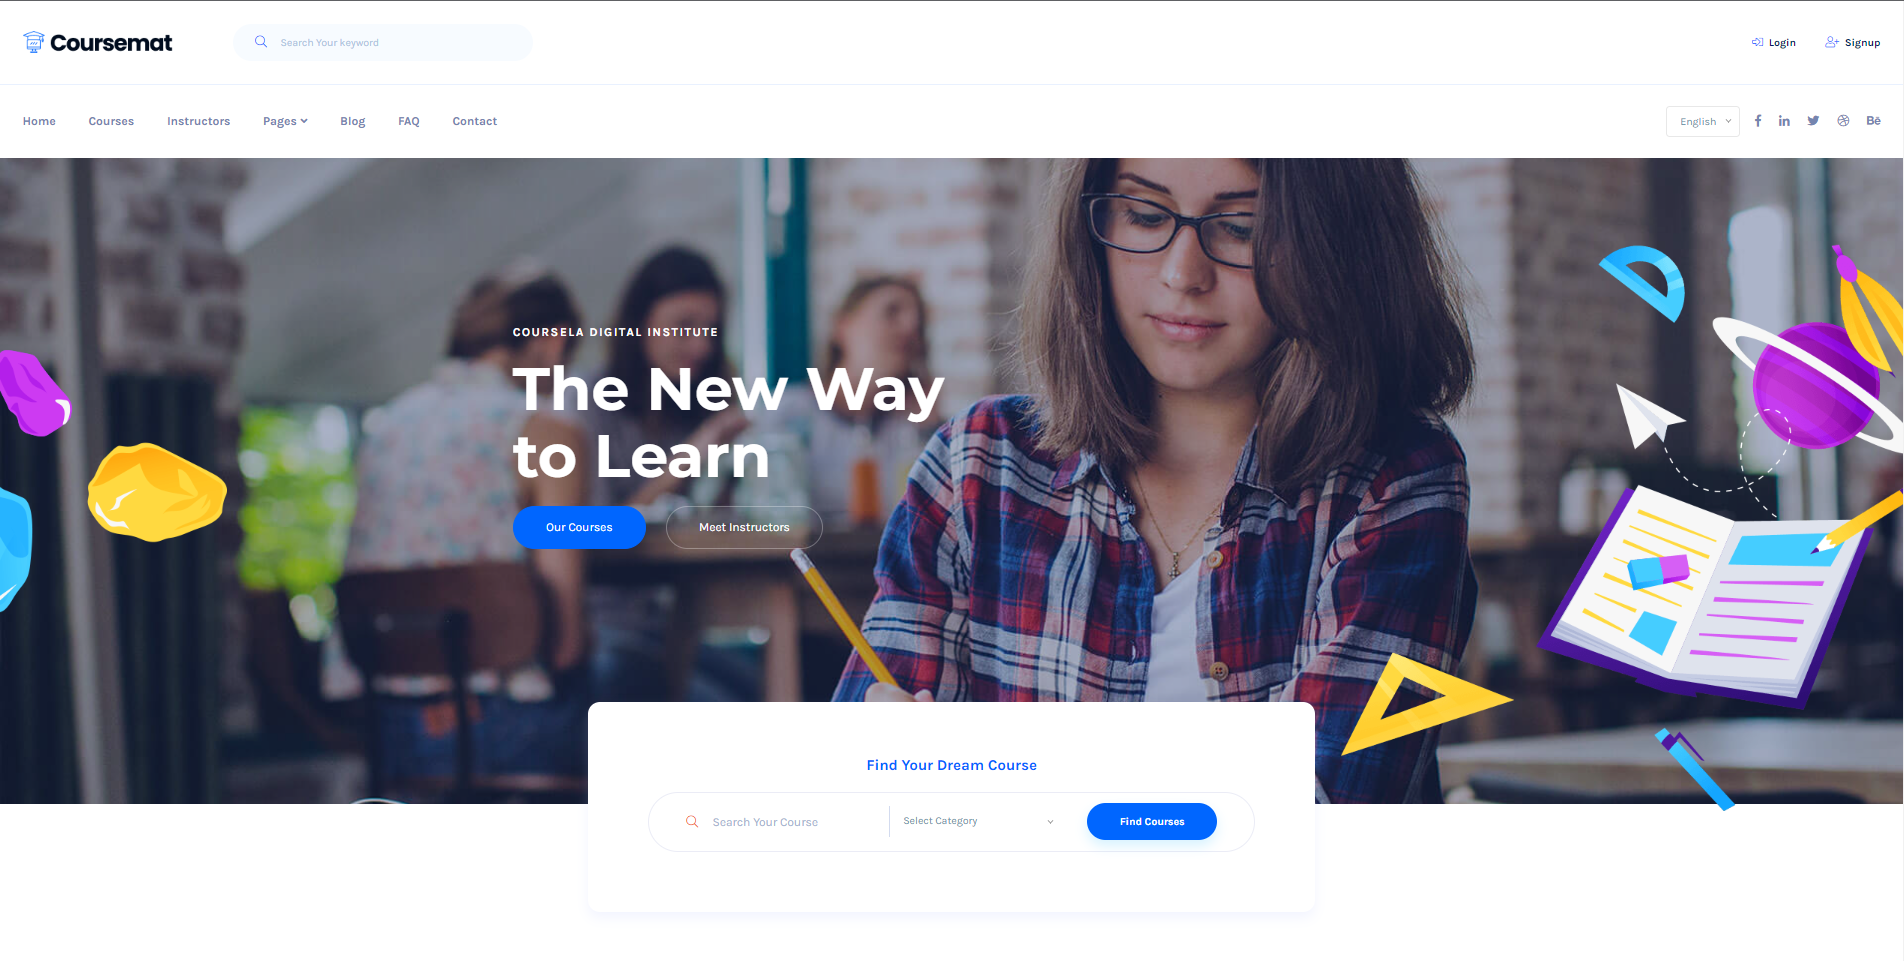 Coursemat
Search Your keyword
Login
Signup
Home
Courses
Instructors
Pages
Blog
FAQ
Contact
English
COURSELA DIGITAL INSTITUTE
The New Way
to Learn
Our Courses
Meet Instructors
Find Your Dream Course
Search Your Course
Select Category
Find Courses